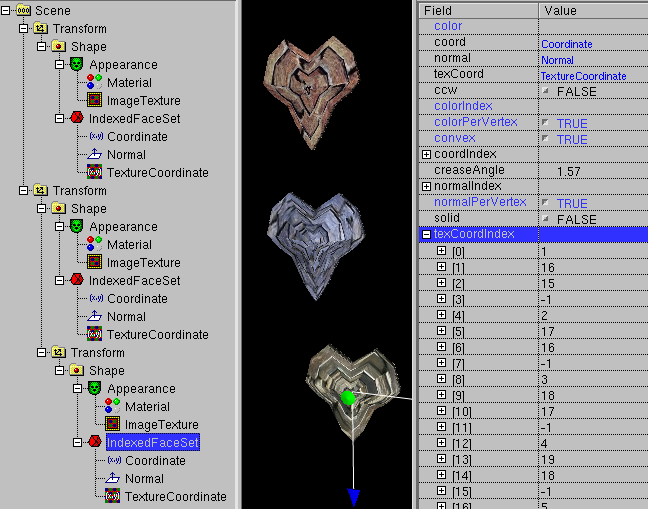 Scene
Transform
Shape
Appearance
Material
ImageTexture
IndexedFaceSet
Coordinate
Normal
TextureCoordinate
Transform
Shape
Appearance
Material
ImageTexture
IndexedFaceSet
Coordinate
Normal
TextureCoordinate
Transform
Shape
Appearance
Material
ImageTexture
IndexedFaceSet
Coordinate
Normal
TextureCoordinate
Field Value
color
coord Coordinate
normal Normal
texCoord TextureCoordinate
ccw FALSE
colorIndex
colorPerVertex TRUE
convex TRUE
coordIndex
creaseAngle 1.57
normalIndex
normalPerVertex TRUE
solid FALSE
texCoordIndex
[0] 1
[1] 16
[2] 15
[3] -1
[4] 2
[5] 17
[6] 16
[7] -1
[8] 3
[9] 18
[10] 17
[11] -1
[12] 4
[13] 19
[14] 18
[15] -1
[16] 5